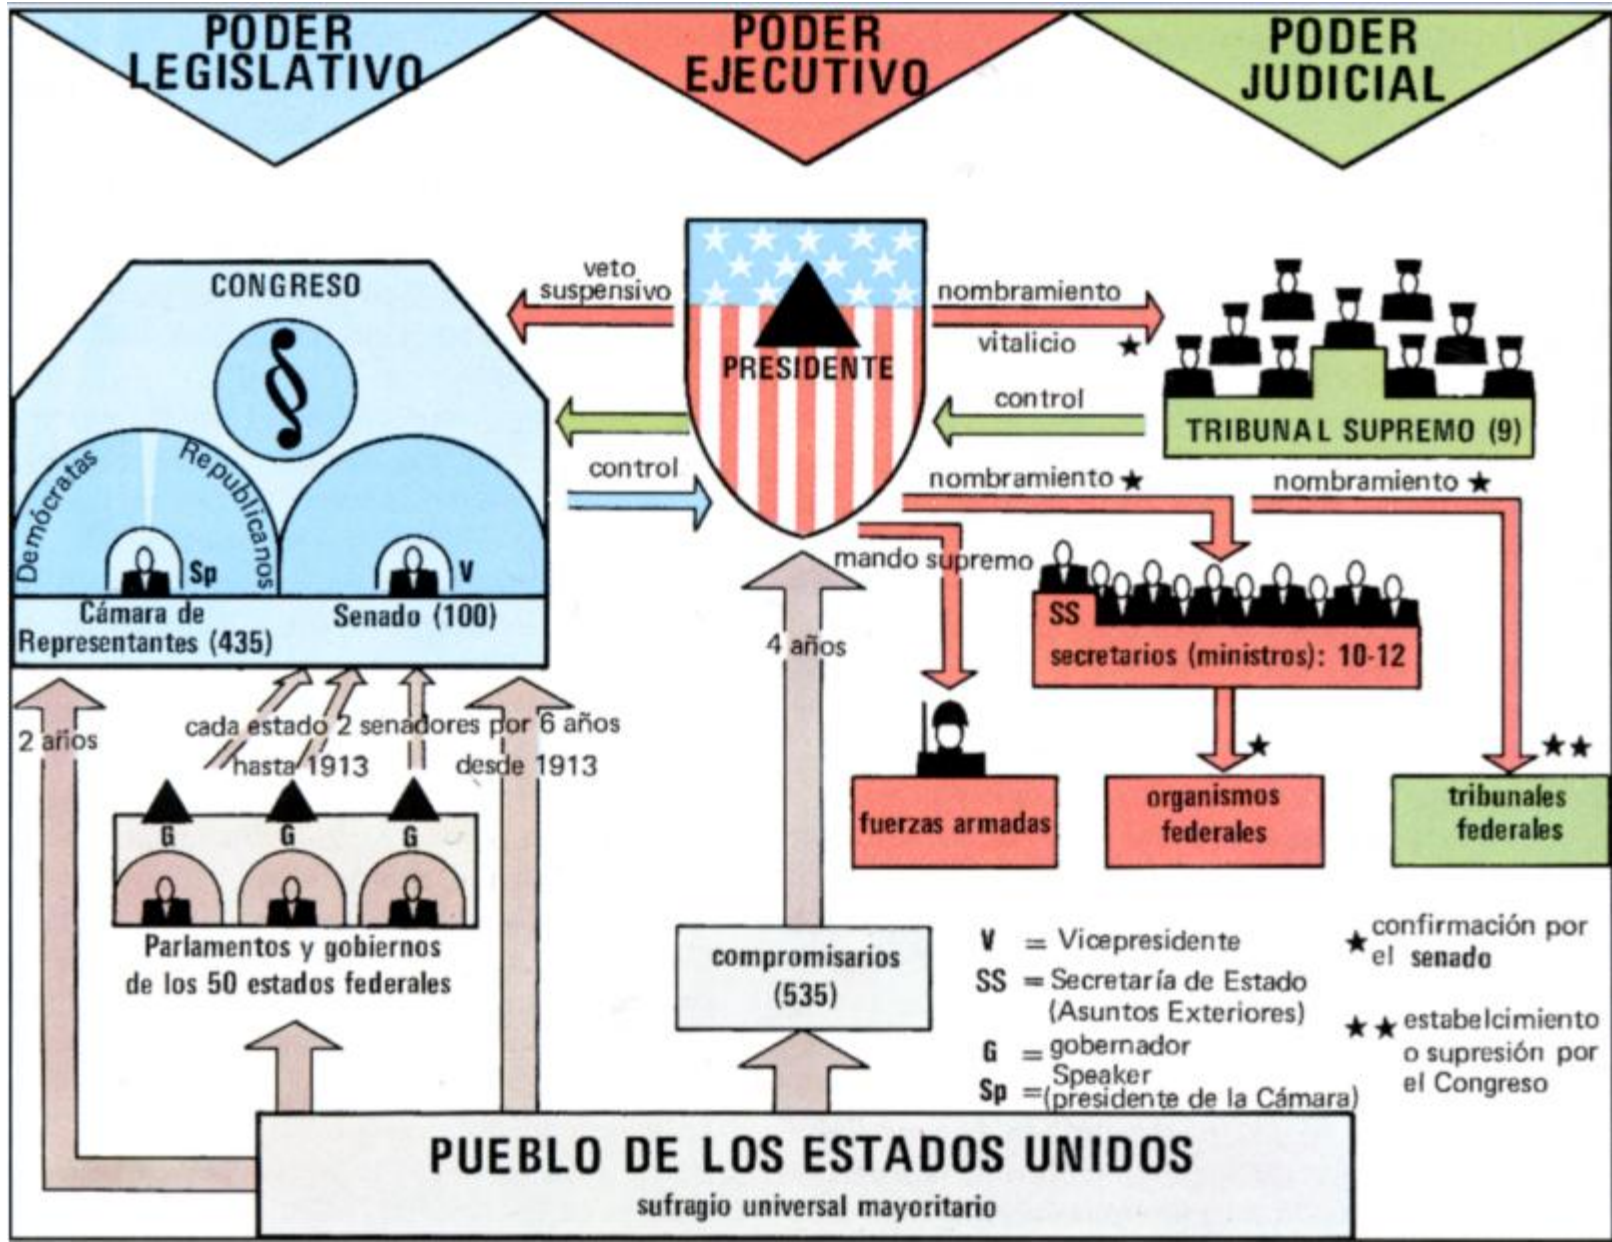 PODER
LEGISLATIVO
PODER
EJECUTIVO
PODER
JUDICIAL
CONGRESO
Demócratas
Republicanos
Sp
V
Cámara de
Representantes (435)
Senado (100)
veto
suspensivo
control
PRESIDENTE
nombramiento
vitalicio ★
control
TRIBUNAL SUPREMO (9)
nombramiento ★
nombramiento ★
mando supremo
SS
secretarios (ministros): 10-12
★
★★
fuerzas armadas
organismos
federales
tribunales
federales
2 años
cada estado 2 senadores por 6 años
hasta 1913
desde 1913
4 años
G
G
G
Parlamentos y gobiernos
de los 50 estados federales
compromisarios
(535)
V = Vicepresidente
SS = Secretaría de Estado
(Asuntos Exteriores)
G = gobernador
Speaker
Sp = (presidente de la Cámara)
★ confirmación por
el senado
★★ estabelcimiento
o supresión por
el Congreso
PUEBLO DE LOS ESTADOS UNIDOS
sufragio universal mayoritario